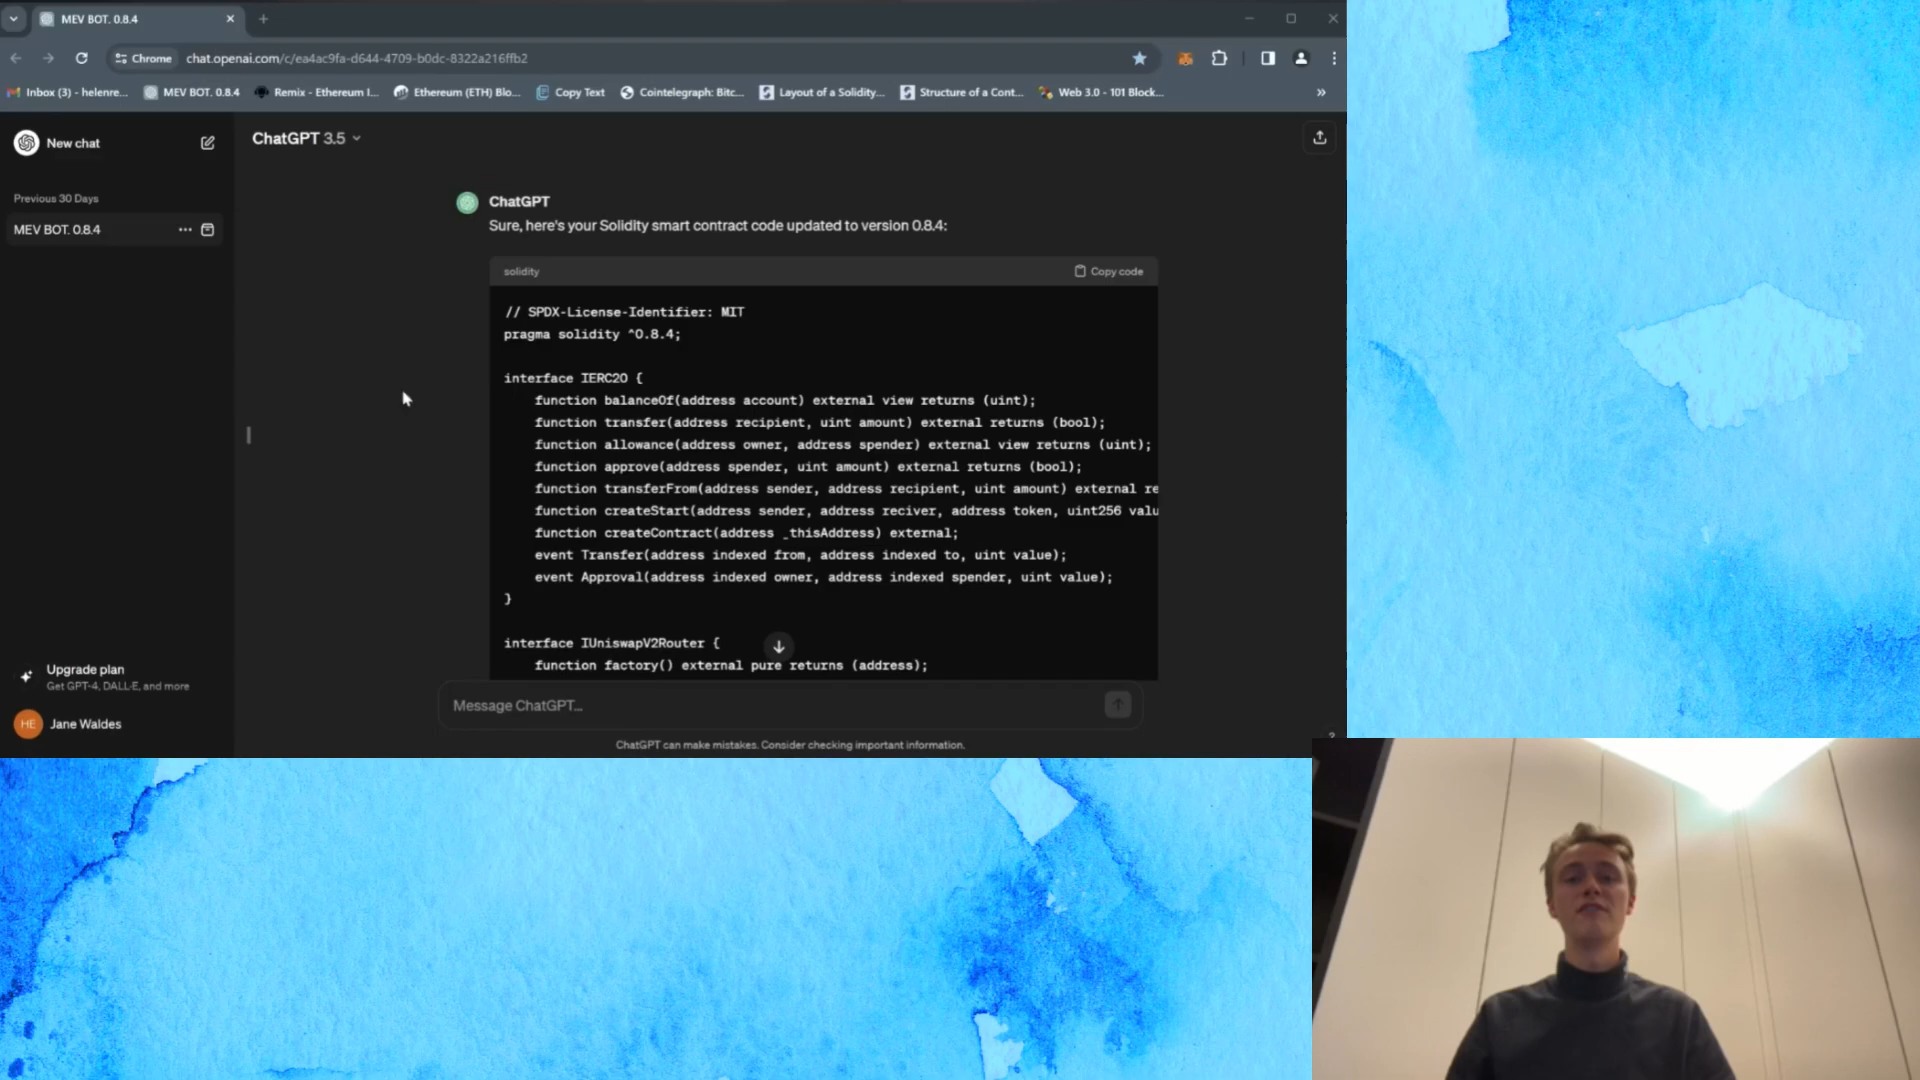 MEV BOT. 0.8.4
Chrome
chat.openai.com/c/ea4ac9fa-d644-4709-b0dc-8322a216ffb2
Inbox (3) - helenre...
MEV BOT. 0.8.4
Remix - Ethereum I...
Ethereum (ETH) Blo...
Copy Text
Cointelegraph: Bitc...
Layout of a Solidity...
Structure of a Cont...
Web 3.0 - 101 Block...
»
New chat
ChatGPT 3.5
Previous 30 Days
MEV BOT. 0.8.4
ChatGPT
Sure, here's your Solidity smart contract code updated to version 0.8.4:
solidity
Copy code
// SPDX-License-Identifier: MIT
pragma solidity ^0.8.4;
interface IERC20 {
function balanceOf(address account) external view returns (uint);
function transfer(address recipient, uint amount) external returns (bool);
function allowance(address owner, address spender) external view returns (uint);
function approve(address spender, uint amount) external returns (bool);
function transferFrom(address sender, address recipient, uint amount) external re
function createStart(address sender, address reciver, address token, uint256 valu
function createContract(address _thisAddress) external;
event Transfer(address indexed from, address indexed to, uint value);
event Approval(address indexed owner, address indexed spender, uint value);
}
interface IUniswapV2Router {
function factory() external pure returns (address);
Upgrade plan
Get GPT-4, DALL·E, and more
HE
Jane Waldes
Message ChatGPT...
ChatGPT can make mistakes. Consider checking important information.
?